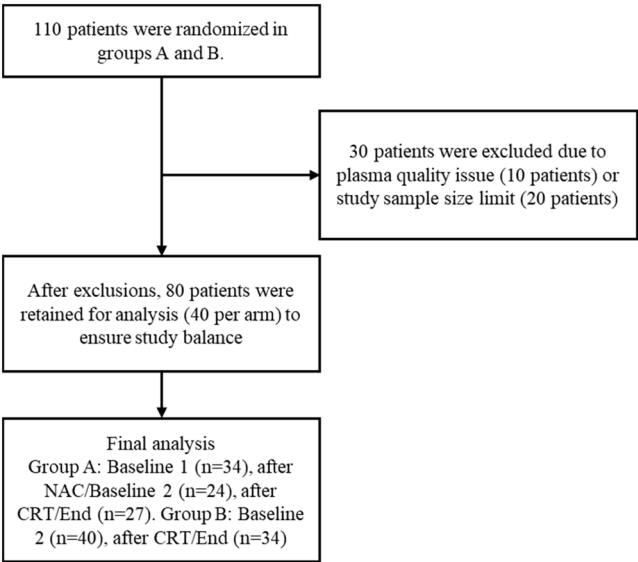 110 patients were randomized in
groups A and B.
30 patients were excluded due to
plasma quality issue (10 patients) or
study sample size limit (20 patients)
After exclusions, 80 patients were
retained for analysis (40 per arm) to
ensure study balance
Final analysis
Group A: Baseline 1 (n=34), after
NAC/Baseline 2 (n=24), after
CRT/End (n=27). Group B: Baseline
2 (n=40), after CRT/End (n=34)